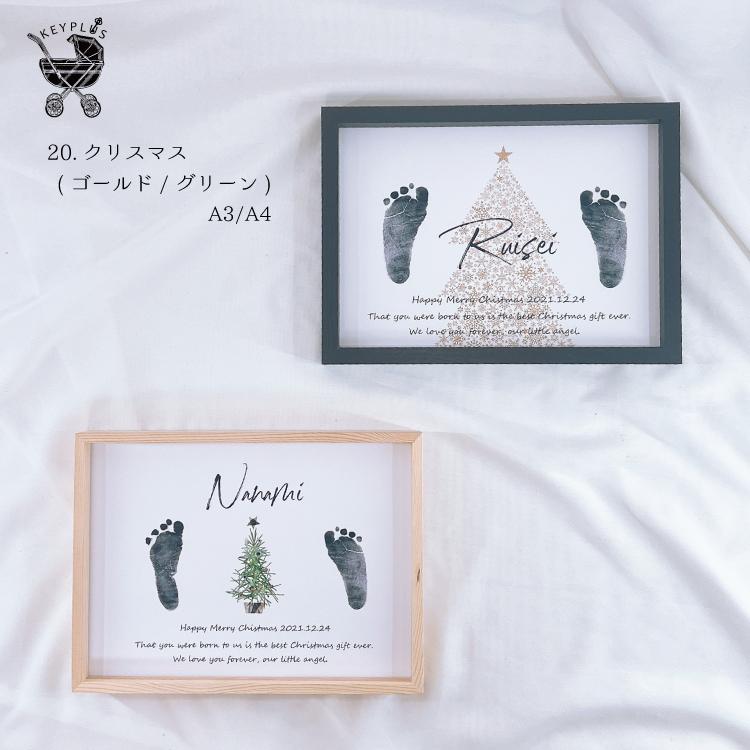 KEYPLUS
20. クリスマス
(ゴールド / グリーン)
A3/A4
Ruisei
Happy Merry Chistmas 2021.12.24
That you were born to us is the best Christmas gift ever.
We love you forever, our little angel.
Nanami
Happy Merry Chistmas 2021.12.24
That you were born to us is the best Christmas gift ever.
We love you forever, our little angel.